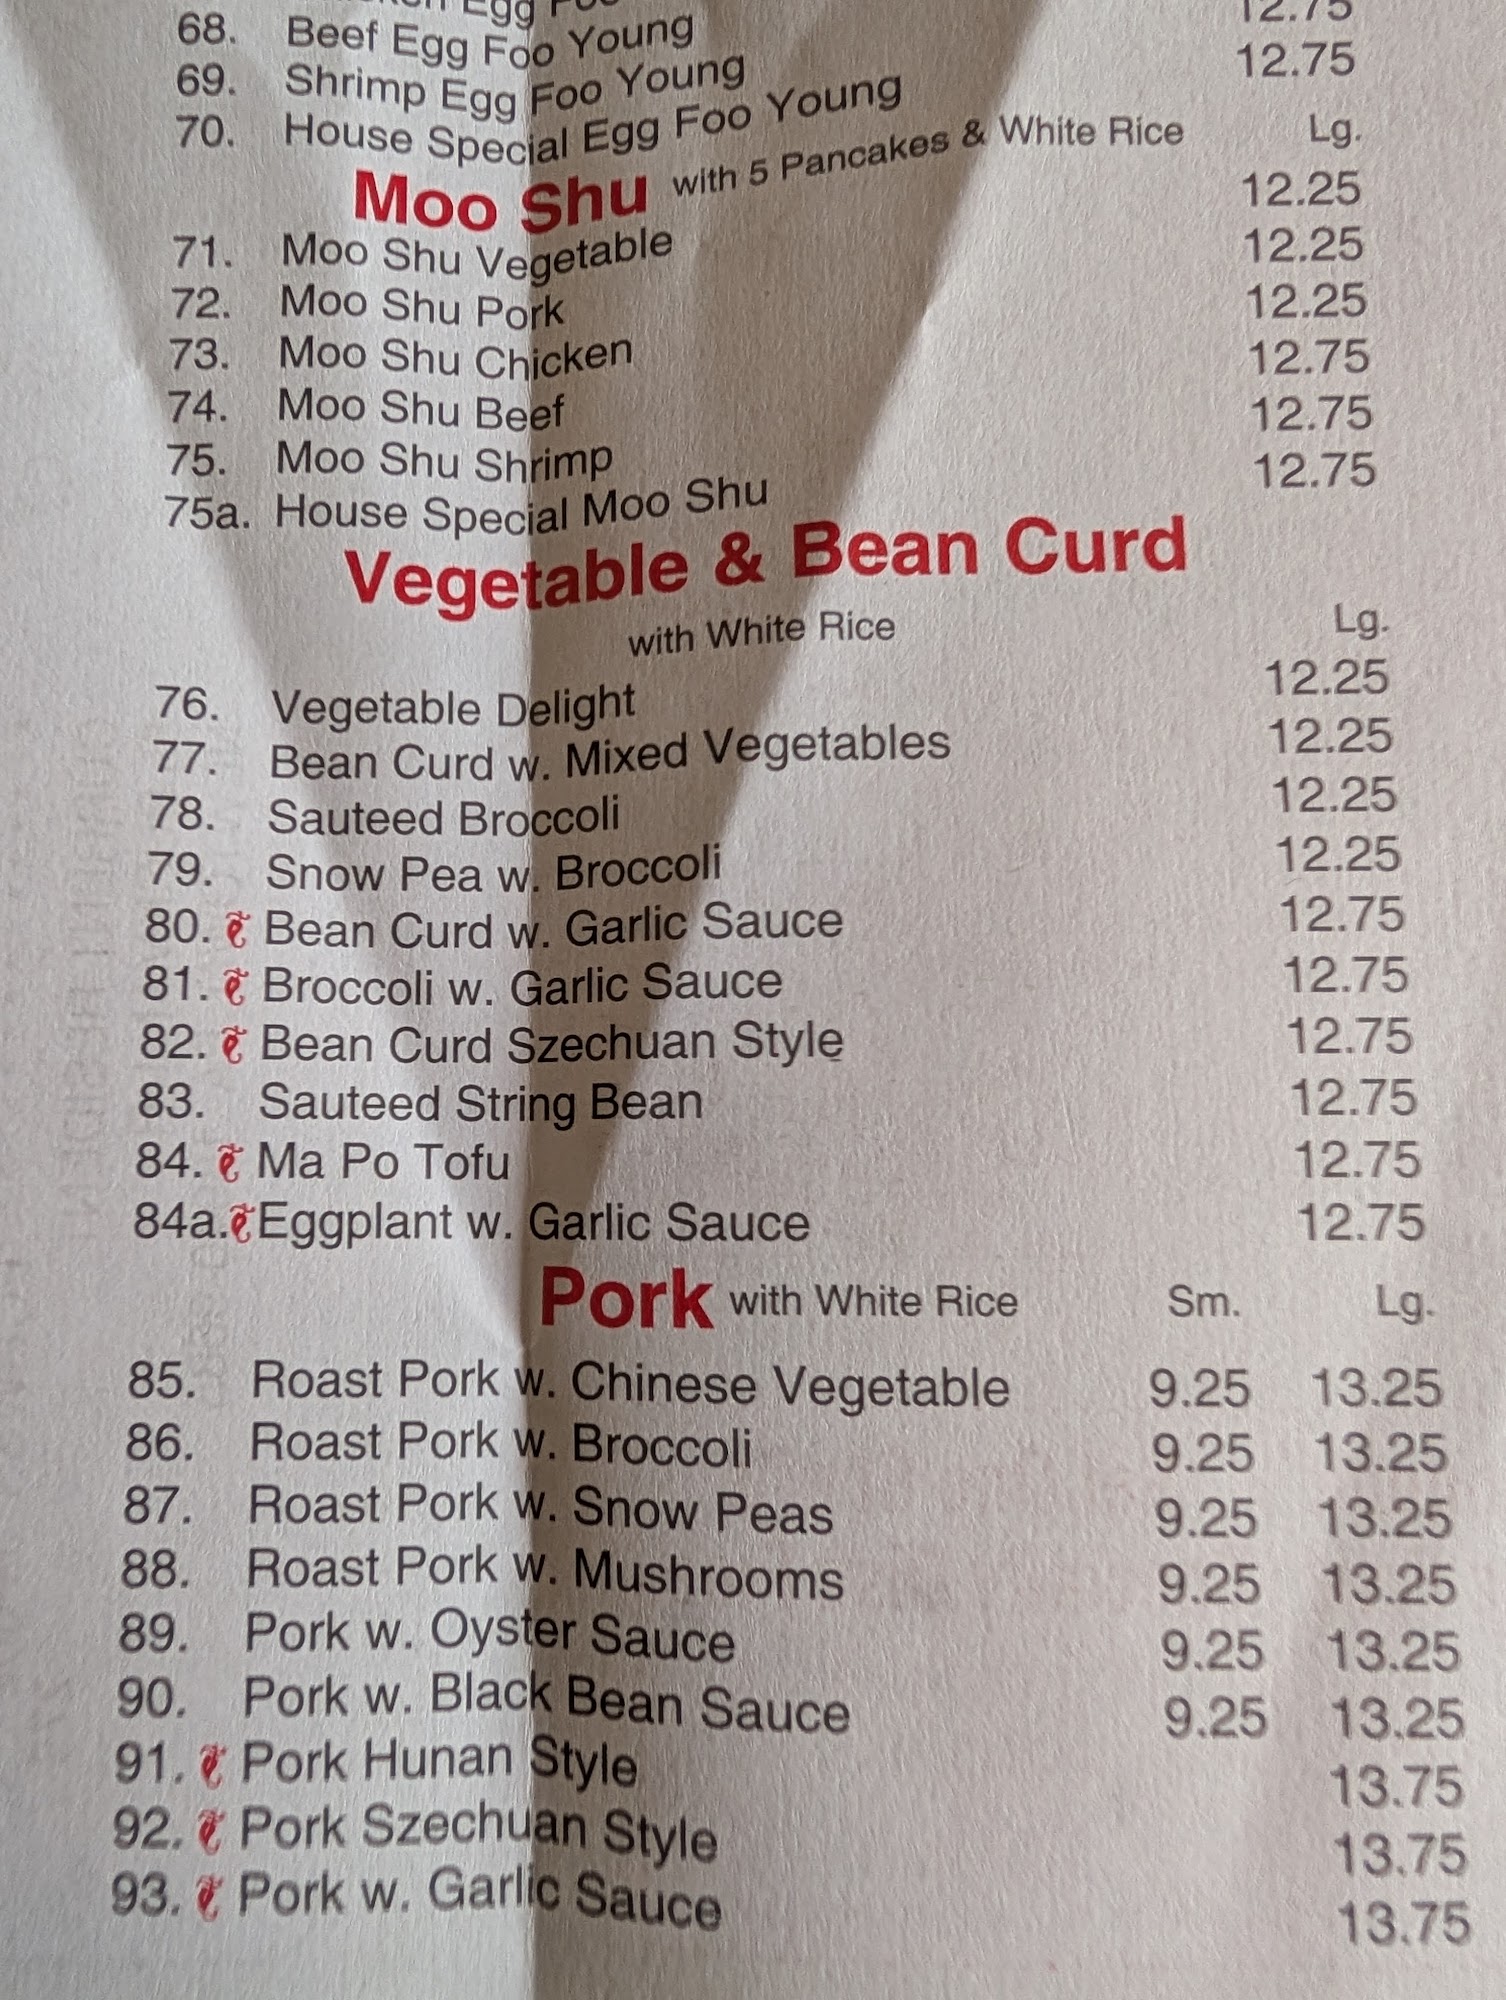 Egg Foo
68. Beef Egg Foo Young 12.75
69. Shrimp Egg Foo Young 12.75
70. House Special Egg Foo Young
Moo Shu with 5 Pancakes & White Rice Lg.
71. Moo Shu Vegetable 12.25
72. Moo Shu Pork 12.25
73. Moo Shu Chicken 12.25
74. Moo Shu Beef 12.75
75. Moo Shu Shrimp 12.75
75a. House Special Moo Shu 12.75
Vegetable & Bean Curd
with White Rice Lg.
76. Vegetable Delight 12.25
77. Bean Curd w. Mixed Vegetables 12.25
78. Sauteed Broccoli 12.25
79. Snow Pea w. Broccoli 12.25
80. Bean Curd w. Garlic Sauce 12.75
81. Broccoli w. Garlic Sauce 12.75
82. Bean Curd Szechuan Style 12.75
83. Sauteed String Bean 12.75
84. Ma Po Tofu 12.75
84a. Eggplant w. Garlic Sauce 12.75
Pork with White Rice Sm. Lg.
85. Roast Pork w. Chinese Vegetable 9.25 13.25
86. Roast Pork w. Broccoli 9.25 13.25
87. Roast Pork w. Snow Peas 9.25 13.25
88. Roast Pork w. Mushrooms 9.25 13.25
89. Pork w. Oyster Sauce 9.25 13.25
90. Pork w. Black Bean Sauce 9.25 13.25
91. Pork Hunan Style 13.75
92. Pork Szechuan Style 13.75
93. Pork w. Garlic Sauce 13.75